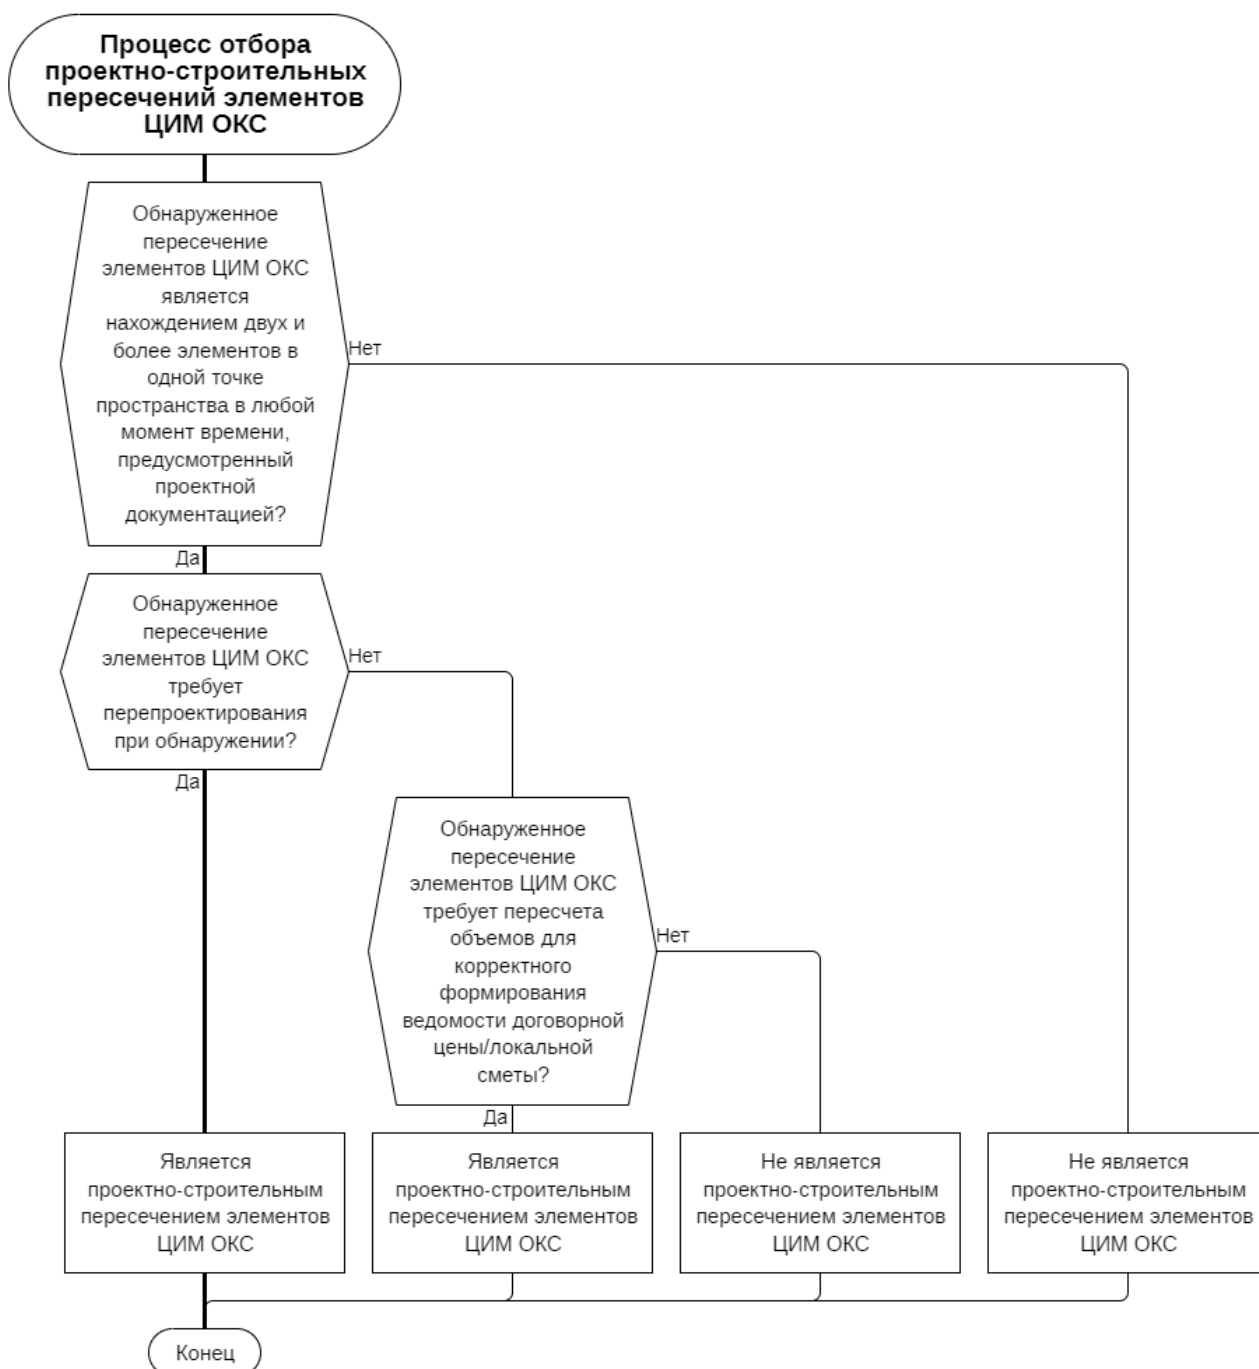 Процесс отбора
проектно-строительных
пересечений элементов
ЦИМ ОКС
Обнаруженное
пересечение
элементов ЦИМ ОКС
является
нахождением двух и
более элементов в
одной точке
пространства в любой
момент времени,
предусмотренный
проектной
документацией?
Нет
Да
Обнаруженное
пересечение
элементов ЦИМ ОКС
требует
перепроектирования
при обнаружении?
Нет
Да
Обнаруженное
пересечение
элементов ЦИМ ОКС
требует пересчета
объемов для
корректного
формирования
ведомости договорной
цены/локальной
сметы?
Нет
Да
Является
проектно-строительным
пересечением элементов
ЦИМ ОКС
Является
проектно-строительным
пересечением элементов
ЦИМ ОКС
Не является
проектно-строительным
пересечением элементов
ЦИМ ОКС
Не является
проектно-строительным
пересечением элементов
ЦИМ ОКС
Конец